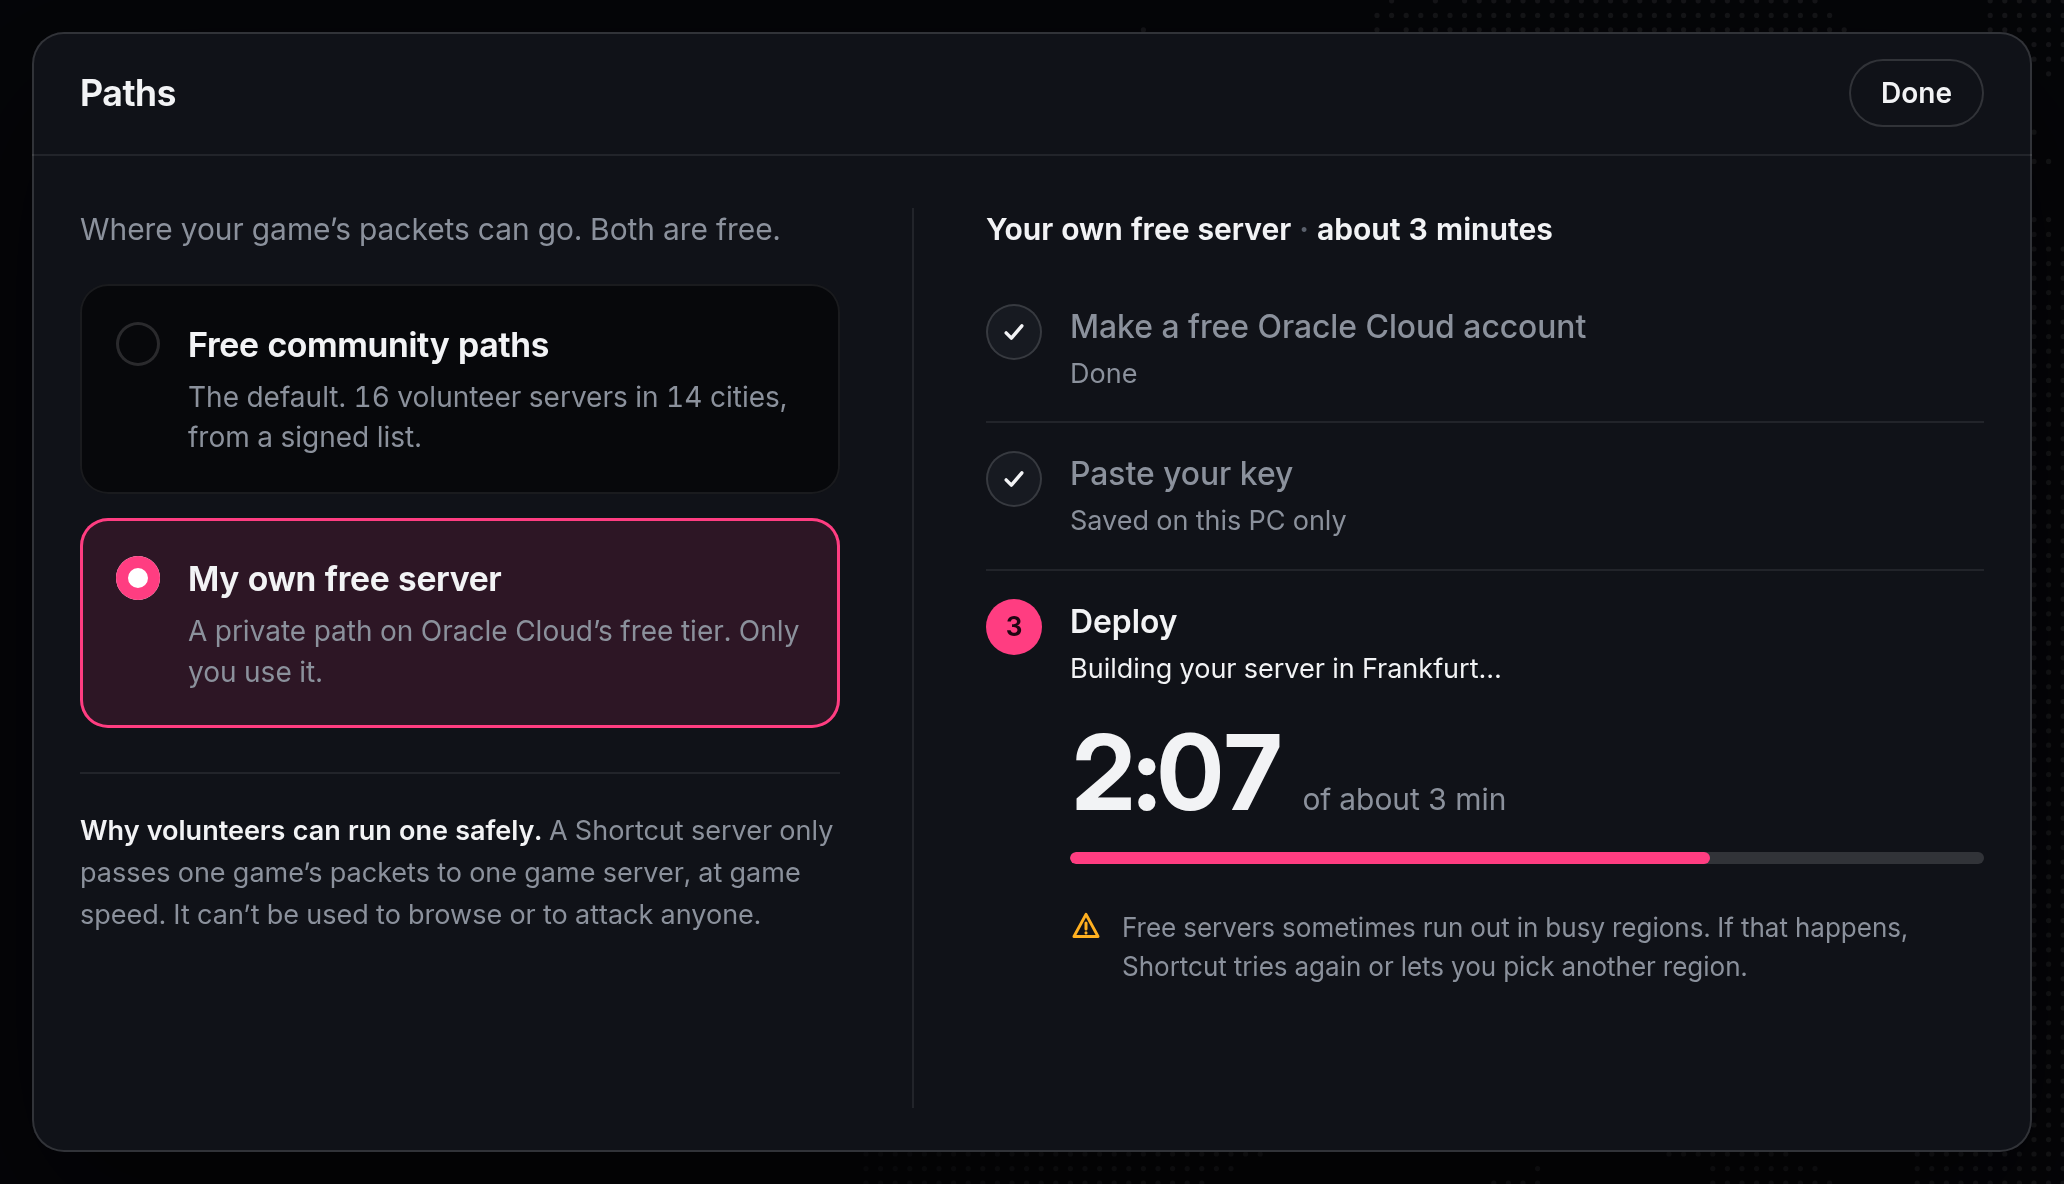 Paths
Done
Where your game’s packets can go. Both are free.
Free community paths
The default. 16 volunteer servers in 14 cities,
from a signed list.
My own free server
A private path on Oracle Cloud’s free tier. Only
you use it.
Why volunteers can run one safely. A Shortcut server only
passes one game’s packets to one game server, at game
speed. It can’t be used to browse or to attack anyone.
Your own free server · about 3 minutes
Make a free Oracle Cloud account
Done
Paste your key
Saved on this PC only
3
Deploy
Building your server in Frankfurt…
2:07 of about 3 min
Free servers sometimes run out in busy regions. If that happens,
Shortcut tries again or lets you pick another region.